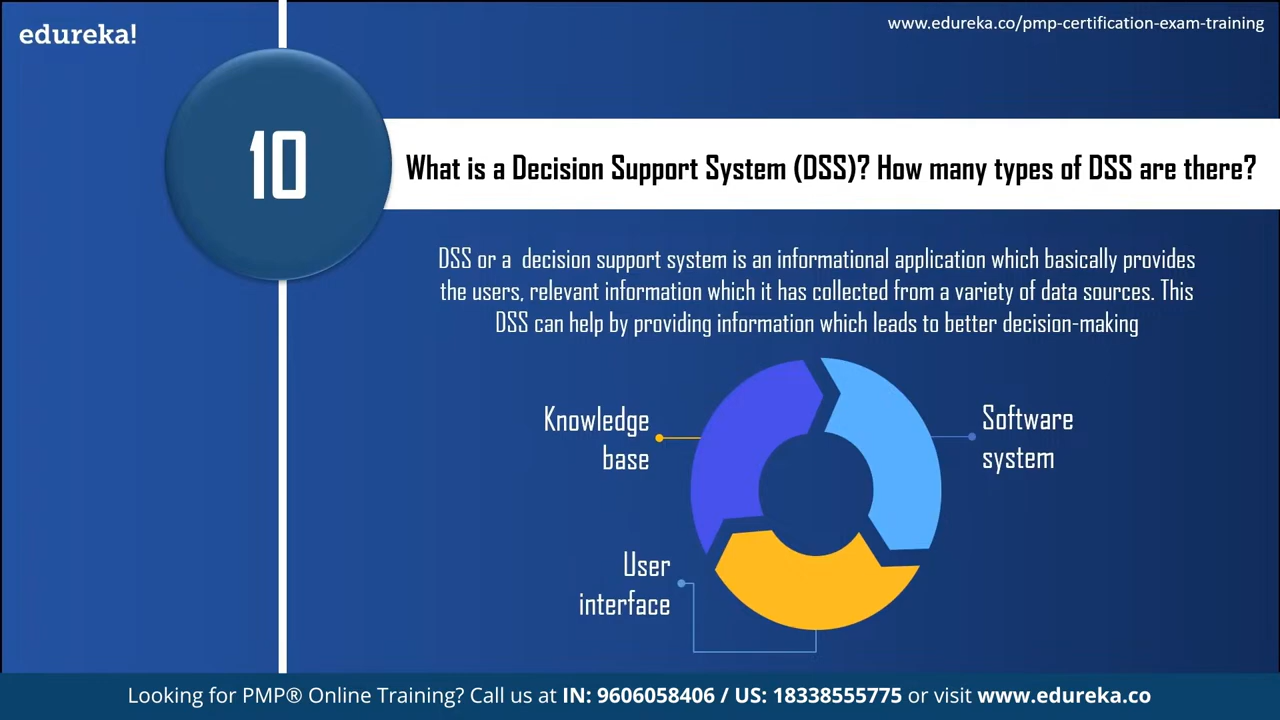 edureka!
www.edureka.co/pmp-certification-exam-training
10
What is a Decision Support System (DSS)? How many types of DSS are there?
DSS or a  decision support system is an informational application which basically provides
the users, relevant information which it has collected from a variety of data sources. This
DSS can help by providing information which leads to better decision-making
Knowledge
base
Software
system
User
interface
Looking for PMP® Online Training? Call us at IN: 9606058406 / US: 18338555775 or visit www.edureka.co